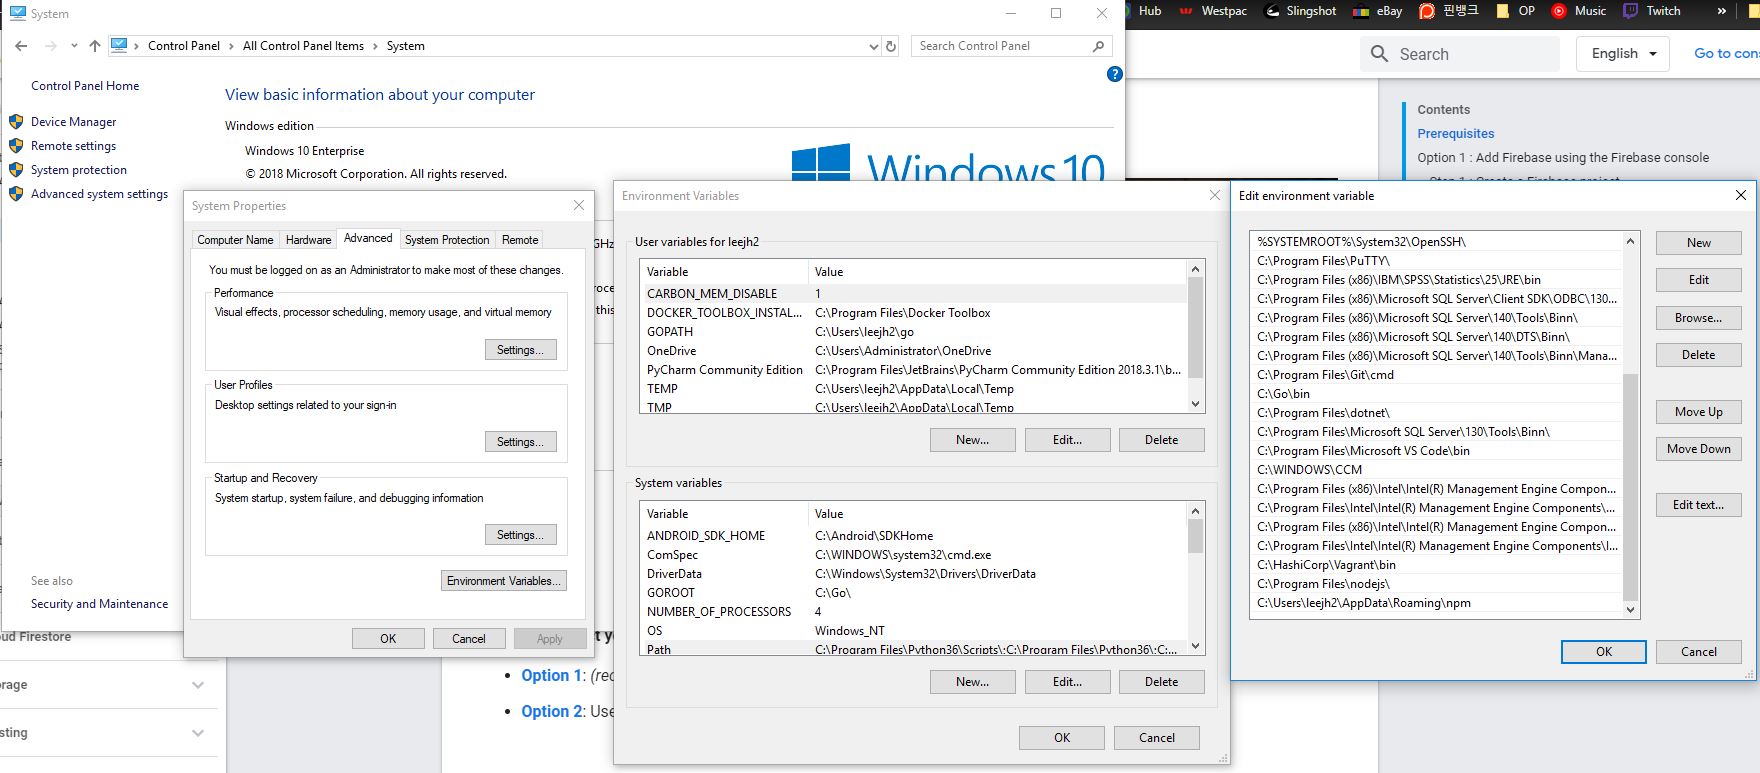 System
Hub
Westpac
Slingshot
eBay
핀뱅크
OP
Music
Twitch
»
Control Panel
All Control Panel Items
System
Search Control Panel
Search
English
Go to con
Control Panel Home
Device Manager
Remote settings
System protection
Advanced system settings
View basic information about your computer
Windows edition
Windows 10 Enterprise
© 2018 Microsoft Corporation. All rights reserved.
Windows 10
Contents
Prerequisites
Option 1 : Add Firebase using the Firebase console
See also
Security and Maintenance
System Properties
Computer Name
Hardware
Advanced
System Protection
Remote
You must be logged on as an Administrator to make most of these changes.
Performance
Visual effects, processor scheduling, memory usage, and virtual memory
Settings...
User Profiles
Desktop settings related to your sign-in
Settings...
Startup and Recovery
System startup, system failure, and debugging information
Settings...
Environment Variables...
OK
Cancel
Apply
GHz
this
Environment Variables
User variables for leejh2
Variable Value
CARBON_MEM_DISABLE 1
DOCKER_TOOLBOX_INSTAL... C:\Program Files\Docker Toolbox
GOPATH C:\Users\leejh2\go
OneDrive C:\Users\Administrator\OneDrive
PyCharm Community Edition C:\Program Files\JetBrains\PyCharm Community Edition 2018.3.1\b...
TEMP C:\Users\leejh2\AppData\Local\Temp
TMP C:\Users\leejh2\AppData\Local\Temp
New...
Edit...
Delete
System variables
Variable Value
ANDROID_SDK_HOME C:\Android\SDKHome
ComSpec C:\WINDOWS\system32\cmd.exe
DriverData C:\Windows\System32\Drivers\DriverData
GOROOT C:\Go\
NUMBER_OF_PROCESSORS 4
OS Windows_NT
Path C:\Program Files\Python36\Scripts\;C:\Program Files\Python36\;C:...
New...
Edit...
Delete
OK
Cancel
Edit environment variable
%SYSTEMROOT%\System32\OpenSSH\
C:\Program Files\PuTTY\
C:\Program Files (x86)\IBM\SPSS\Statistics\25\JRE\bin
C:\Program Files (x86)\Microsoft SQL Server\Client SDK\ODBC\130...
C:\Program Files (x86)\Microsoft SQL Server\140\Tools\Binn\
C:\Program Files (x86)\Microsoft SQL Server\140\DTS\Binn\
C:\Program Files (x86)\Microsoft SQL Server\140\Tools\Binn\Mana...
C:\Program Files\Git\cmd
C:\Go\bin
C:\Program Files\dotnet\
C:\Program Files\Microsoft SQL Server\130\Tools\Binn\
C:\Program Files\Microsoft VS Code\bin
C:\WINDOWS\CCM
C:\Program Files (x86)\Intel\Intel(R) Management Engine Compon...
C:\Program Files\Intel\Intel(R) Management Engine Components\...
C:\Program Files (x86)\Intel\Intel(R) Management Engine Compon...
C:\Program Files\Intel\Intel(R) Management Engine Components\I...
C:\HashiCorp\Vagrant\bin
C:\Program Files\nodejs\
C:\Users\leejh2\AppData\Roaming\npm
New
Edit
Browse...
Delete
Move Up
Move Down
Edit text...
OK
Cancel
ud Firestore
rage
sting
Option 1: (rec
Option 2: Use